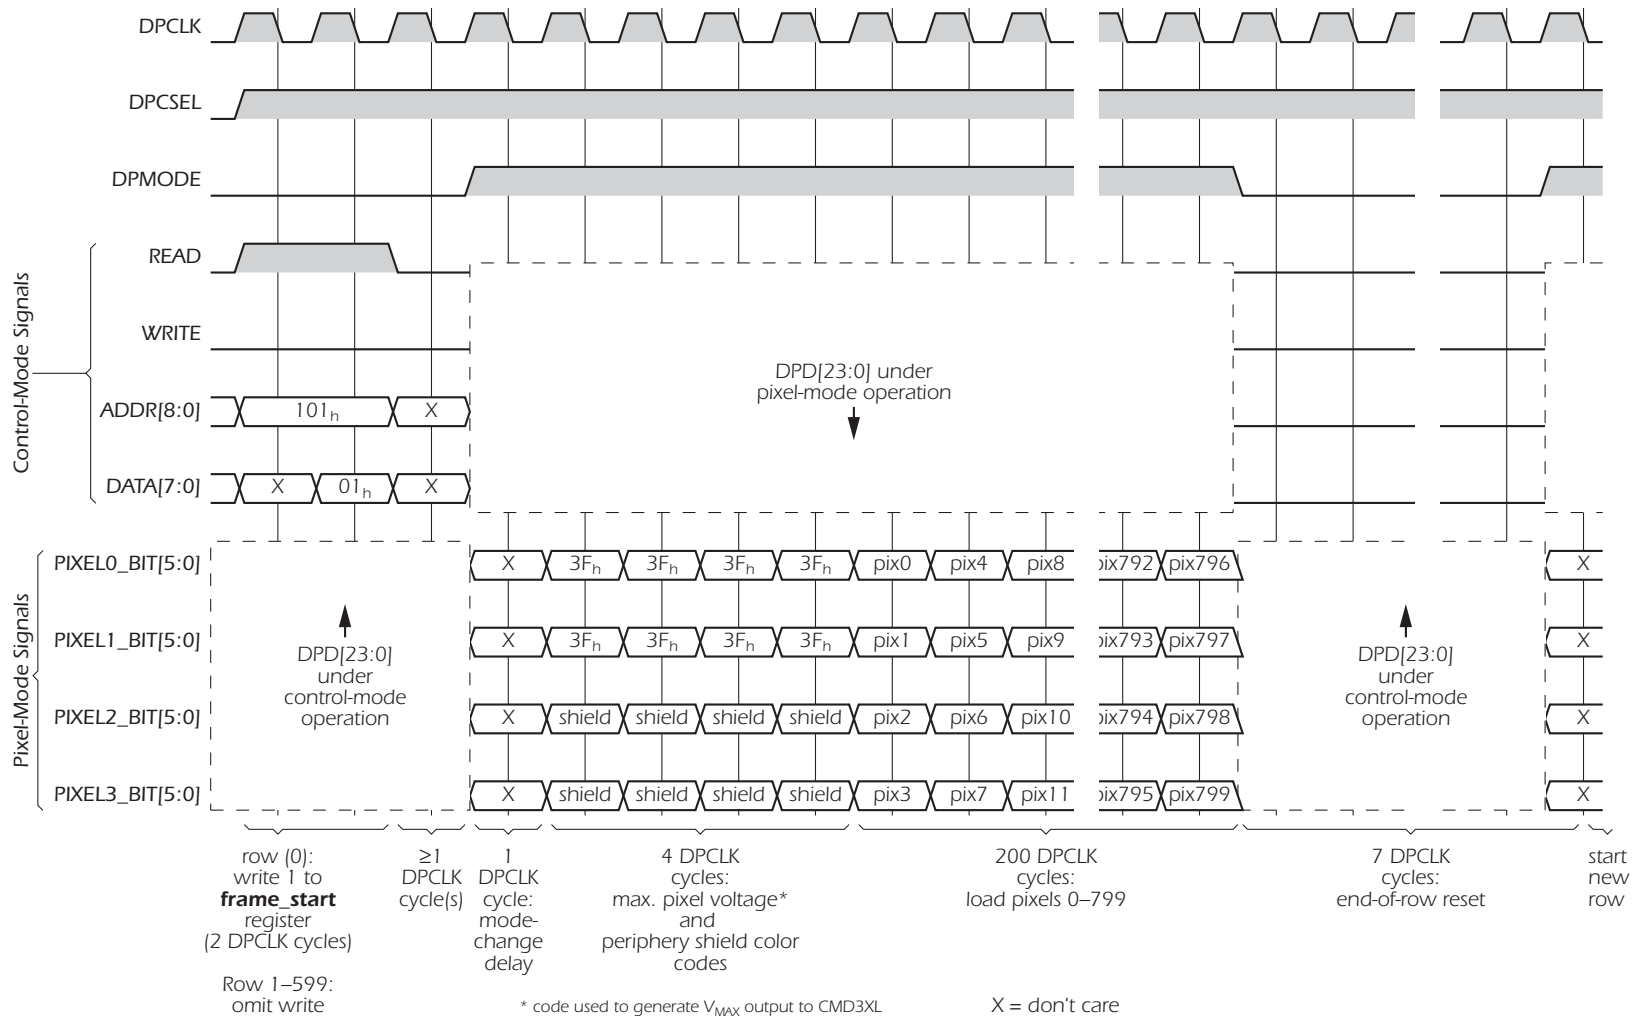 DPCLK
DPCSEL
DPMODE
Control-Mode Signals
READ
WRITE
ADDR[8:0] 101h X
DATA[7:0] X 01h X
DPD[23:0] under
pixel-mode operation
Pixel-Mode Signals
PIXEL0_BIT[5:0] X 3Fh 3Fh 3Fh 3Fh pix0 pix4 pix8 pix792 pix796 X
PIXEL1_BIT[5:0] X 3Fh 3Fh 3Fh 3Fh pix1 pix5 pix9 pix793 pix797 X
PIXEL2_BIT[5:0] X shield shield shield shield pix2 pix6 pix10 pix794 pix798 X
PIXEL3_BIT[5:0] X shield shield shield shield pix3 pix7 pix11 pix795 pix799 X
DPD[23:0]
under
control-mode
operation
DPD[23:0]
under
control-mode
operation
row (0):
write 1 to
frame_start
register
(2 DPCLK cycles)
Row 1–599:
omit write
≥1
DPCLK
cycle(s)
1
DPCLK
cycle:
mode-
change
delay
4 DPCLK
cycles:
max. pixel voltage*
and
periphery shield color
codes
200 DPCLK
cycles:
load pixels 0–799
7 DPCLK
cycles:
end-of-row reset
start
new
row
* code used to generate VMAX output to CMD3XL
X = don't care